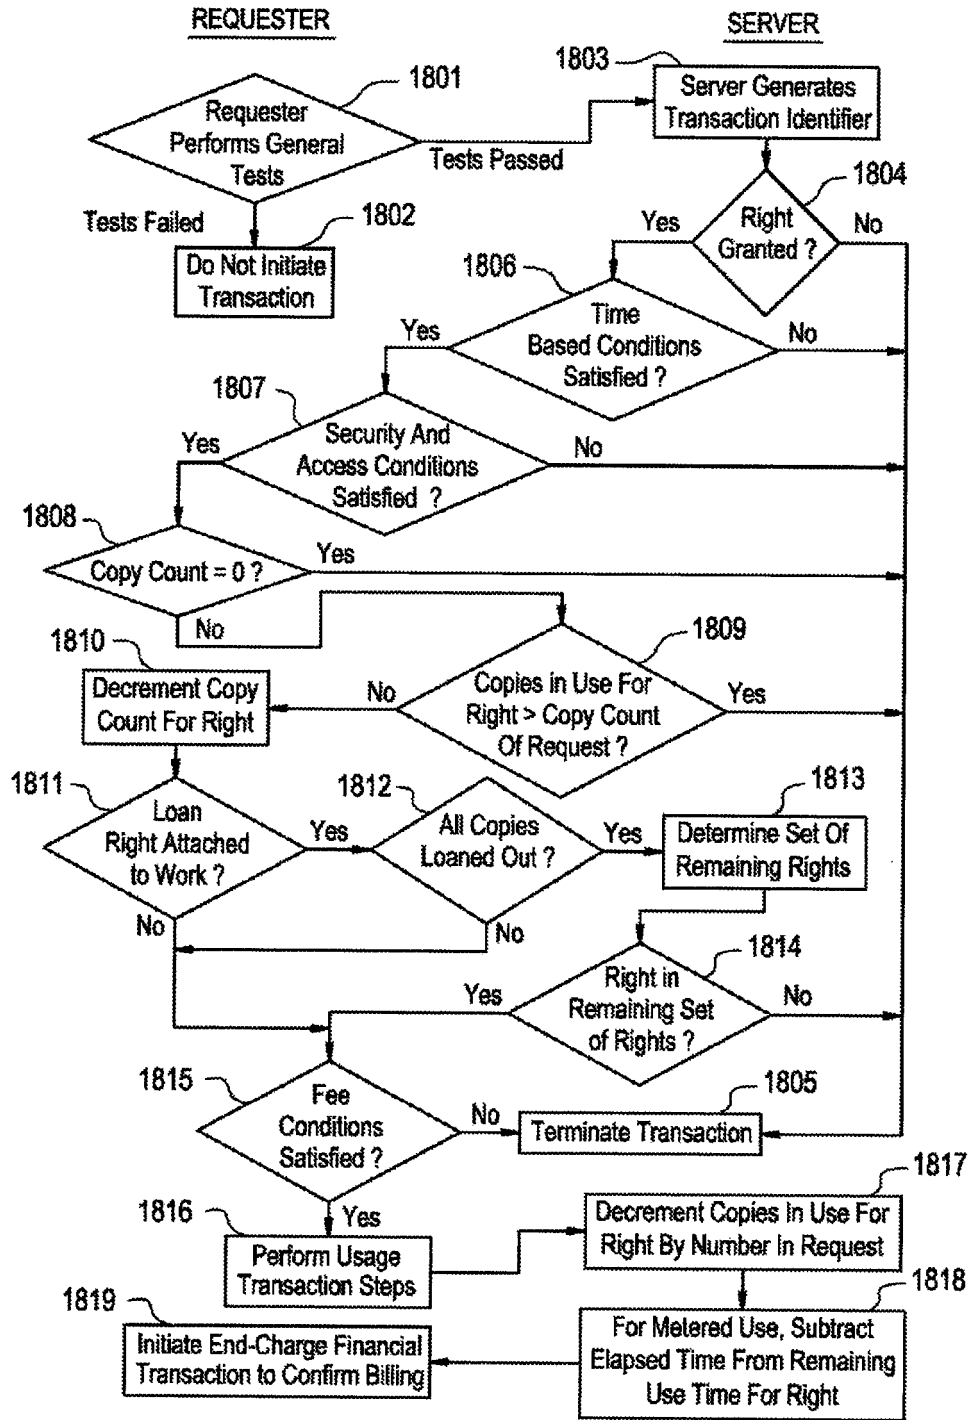 REQUESTER
SERVER
1801
Requester
Performs General
Tests
Tests Passed
Tests Failed
1802
Do Not Initiate
Transaction
1803
Server Generates
Transaction Identifier
1804
Right
Granted ?
Yes
No
1806
Time
Based Conditions
Satisfied ?
Yes
No
1807
Security And
Access Conditions
Satisfied ?
Yes
No
1808
Copy Count = 0 ?
Yes
No
1809
Copies in Use For
Right > Copy Count
Of Request ?
No
Yes
1810
Decrement Copy
Count For Right
1811
Loan
Right Attached
to Work ?
Yes
No
1812
All Copies
Loaned Out ?
Yes
No
1813
Determine Set Of
Remaining Rights
1814
Right in
Remaining Set
of Rights ?
Yes
No
1815
Fee
Conditions
Satisfied ?
No
Yes
1805
Terminate Transaction
1816
Perform Usage
Transaction Steps
1817
Decrement Copies In Use For
Right By Number In Request
1818
For Metered Use, Subtract
Elapsed Time From Remaining
Use Time For Right
1819
Initiate End-Charge Financial
Transaction to Confirm Billing